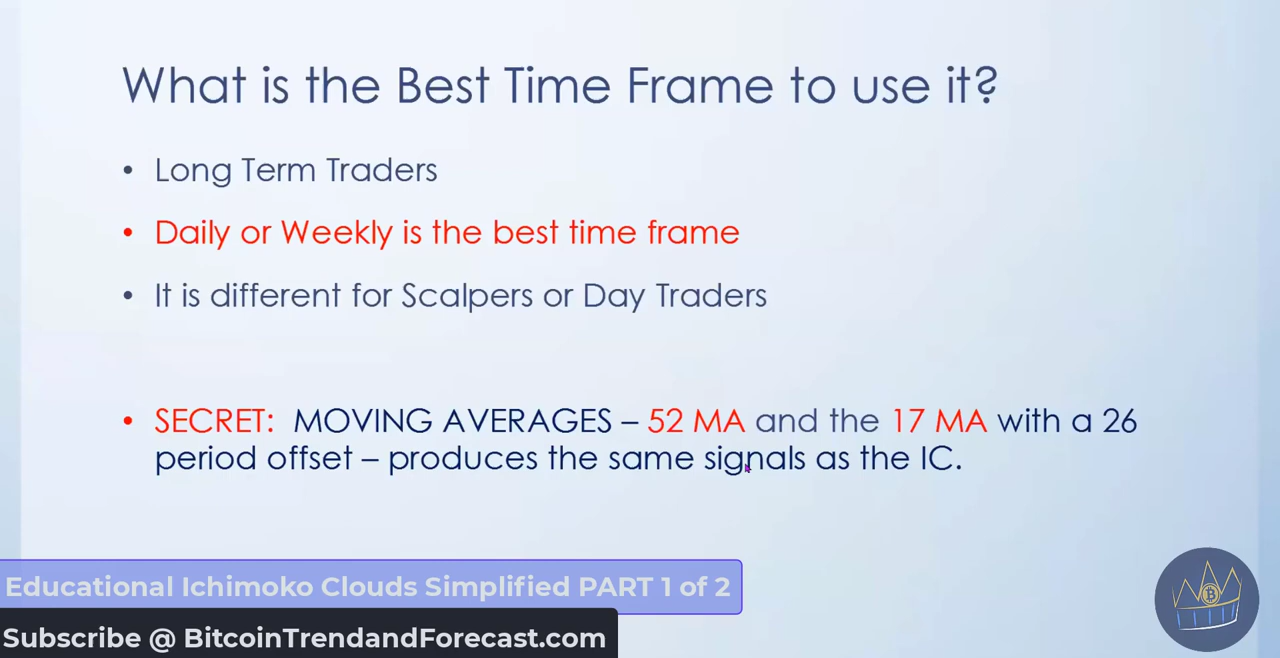 What is the Best Time Frame to use it?
• Long Term Traders
• Daily or Weekly is the best time frame
• It is different for Scalpers or Day Traders
• SECRET: MOVING AVERAGES – 52 MA and the 17 MA with a 26
period offset – produces the same signals as the IC.
Educational Ichimoko Clouds Simplified PART 1 of 2
Subscribe @ BitcoinTrendandForecast.com